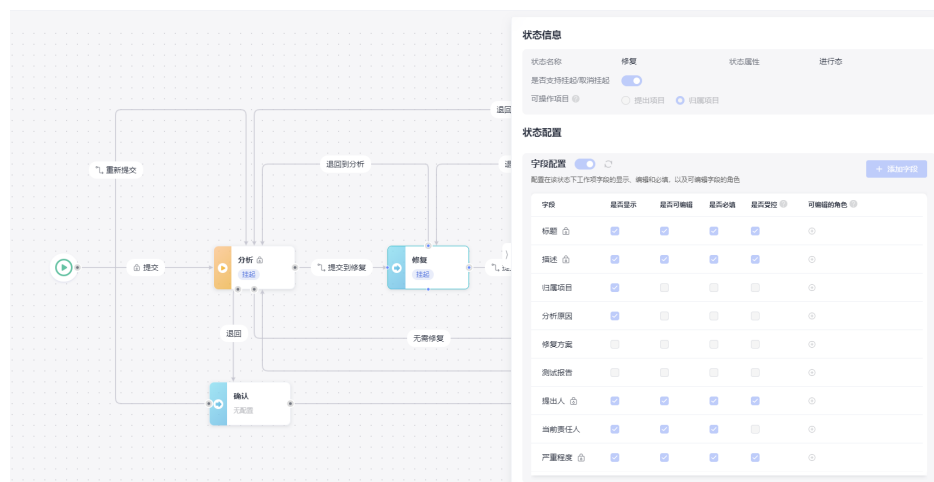 状态信息
状态名称 修复 状态属性 进行态
是否支持挂起/取消挂起
可操作项目 提出项目 归属项目
状态配置
字段配置 + 添加字段
配置在该状态下工作项字段的显示、编辑和必填、以及可编辑字段的角色
字段 是否显示 是否可编辑 是否必填 是否受控 可编辑的角色
标题
描述
归属项目
分析原因
修复方案
测试报告
提出人
当前责任人
严重程度
退回
退回到分析
重新提交
提交
分析
挂起
提交到修复
修复
挂起
退回
无需修复
确认
无配置